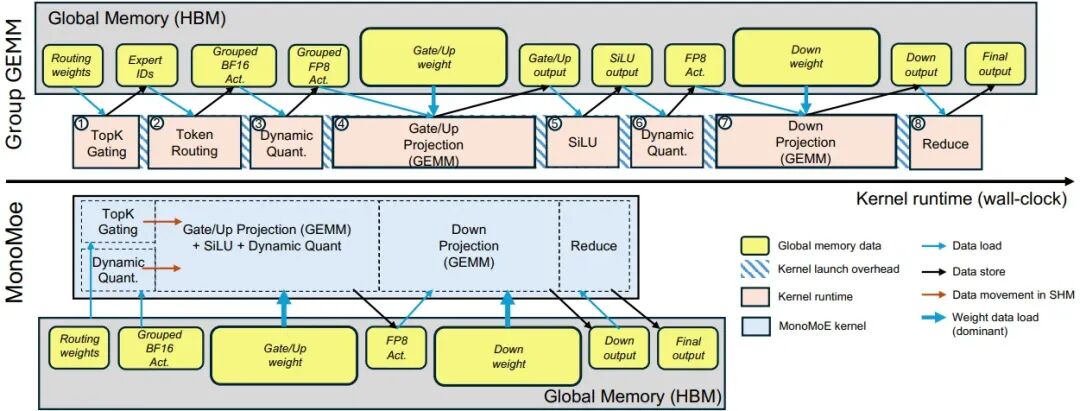 Group GEMM
Global Memory (HBM)
Routing
weights
Expert
IDs
Grouped
BF16
Act.
Grouped
FP8
Act.
Gate/Up
weight
Gate/Up
output
SiLU
output
FP8
Act.
Down
weight
Down
output
Final
output
1
TopK
Gating
2
Token
Routing
3
Dynamic
Quant.
4
Gate/Up
Projection
(GEMM)
5
SiLU
6
Dynamic
Quant.
7
Down
Projection
(GEMM)
8
Reduce
Kernel runtime (wall-clock)
MonoMoe
TopK
Gating
Dynamic
Quant.
Gate/Up Projection (GEMM)
+ SiLU + Dynamic Quant
Down
Projection
(GEMM)
Reduce
Routing
weights
Grouped
BF16
Act.
Gate/Up
weight
FP8
Act.
Down
weight
Down
output
Final
output
Global Memory (HBM)
Global memory data
Kernel launch overhead
Kernel runtime
MonoMoE kernel
Data load
Data store
Data movement in SHM
Weight data load
(dominant)